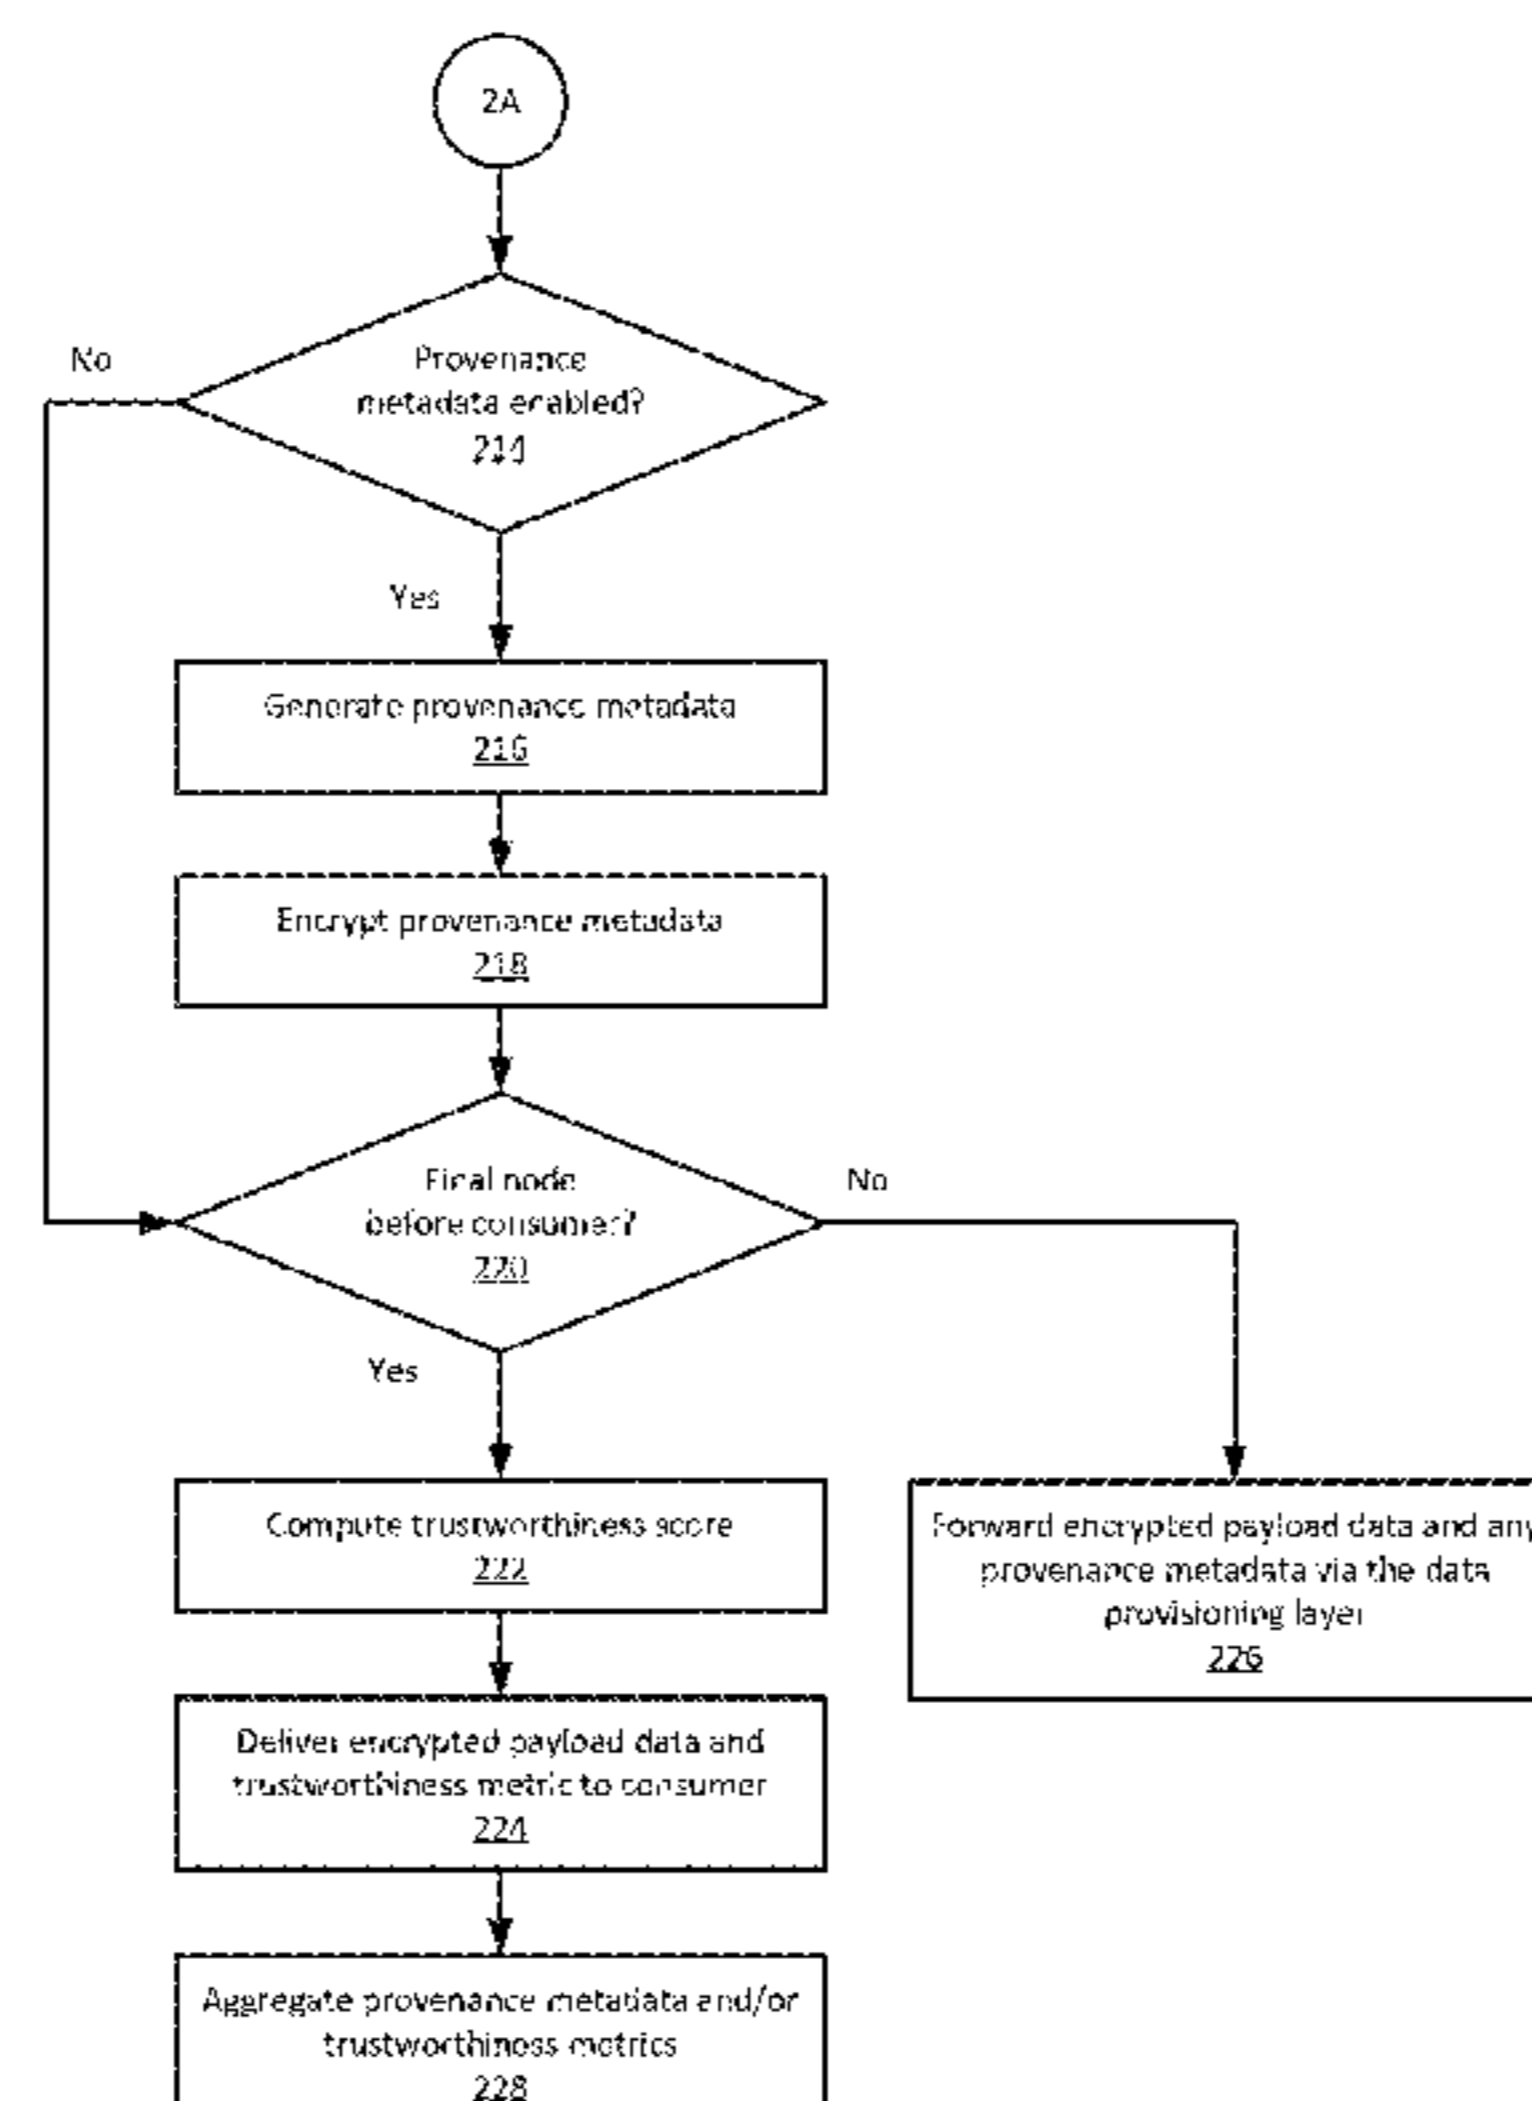 2A
No
Provenance
metadata enabled?
214
Yes
Generate provenance metadata
216
Encrypt provenance metadata
218
Final node
before consumer?
220
No
Yes
Compute trustworthiness score
222
Forward encrypted payload data and any
provenance metadata via the data
provisioning layer
226
Deliver encrypted payload data and
trustworthiness metric to consumer
224
Aggregate provenance metadata and/or
trustworthiness metrics
228